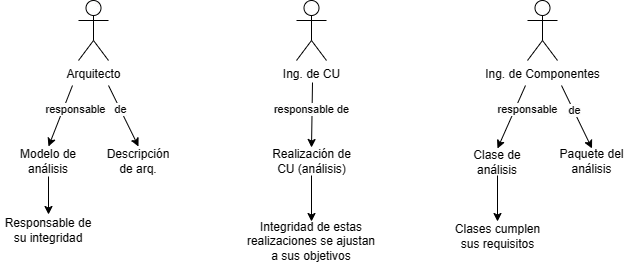 Arquitecto
responsable de
Modelo de
análisis
Descripción
de arq.
Responsable de
su integridad
Ing. de CU
responsable de
Realización de
CU (análisis)
Integridad de estas
realizaciones se ajustan
a sus objetivos
Ing. de Componentes
responsable de
Clase de
análisis
Paquete del
análisis
Clases cumplen
sus requisitos